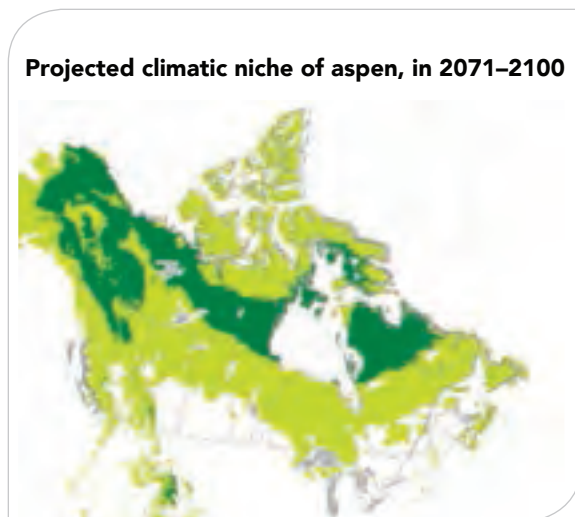 Projected climatic niche of aspen, in 2071–2100